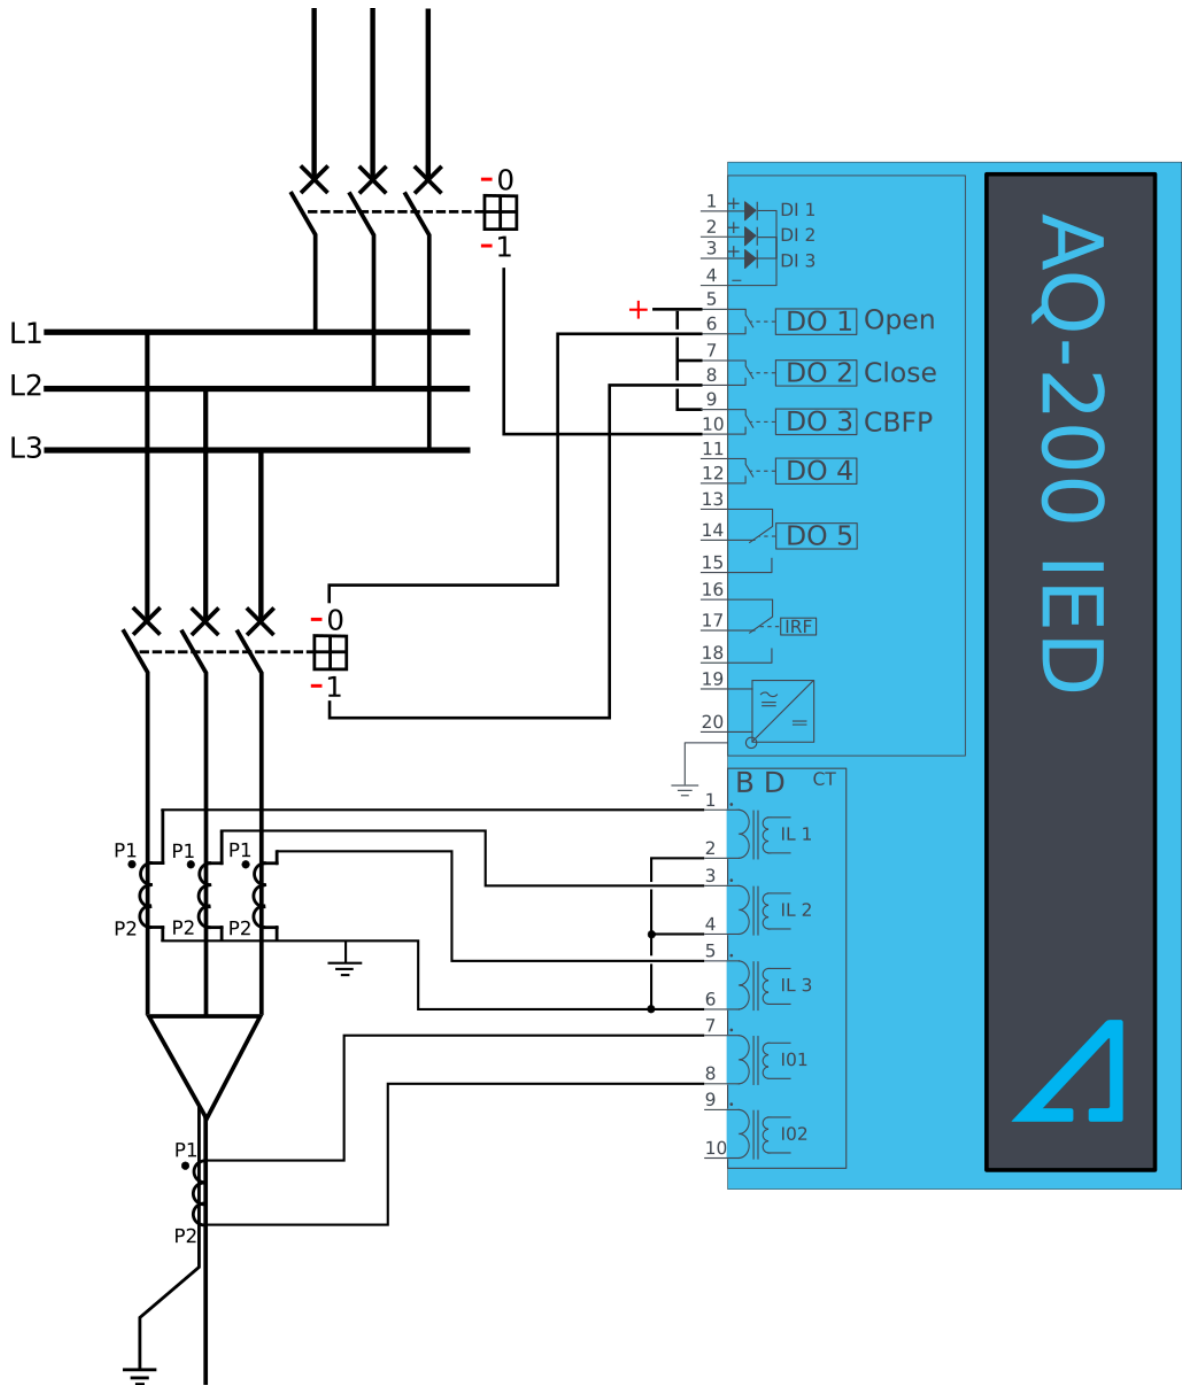 -0
-1
L1
L2
L3
-0
-1
+
1 + DI 1
2 + DI 2
3 + DI 3
4 −
5
6 DO 1 Open
7
8 DO 2 Close
9
10 DO 3 CBFP
11
12 DO 4
13
14 DO 5
15
16
17 IRF
18
19
20
≃ =
B D CT
1
IL 1
2
3
IL 2
4
5
IL 3
6
7
I01
8
9
I02
10
P1 P1 P1
P2 P2 P2
P1
P2
AQ-200 IED